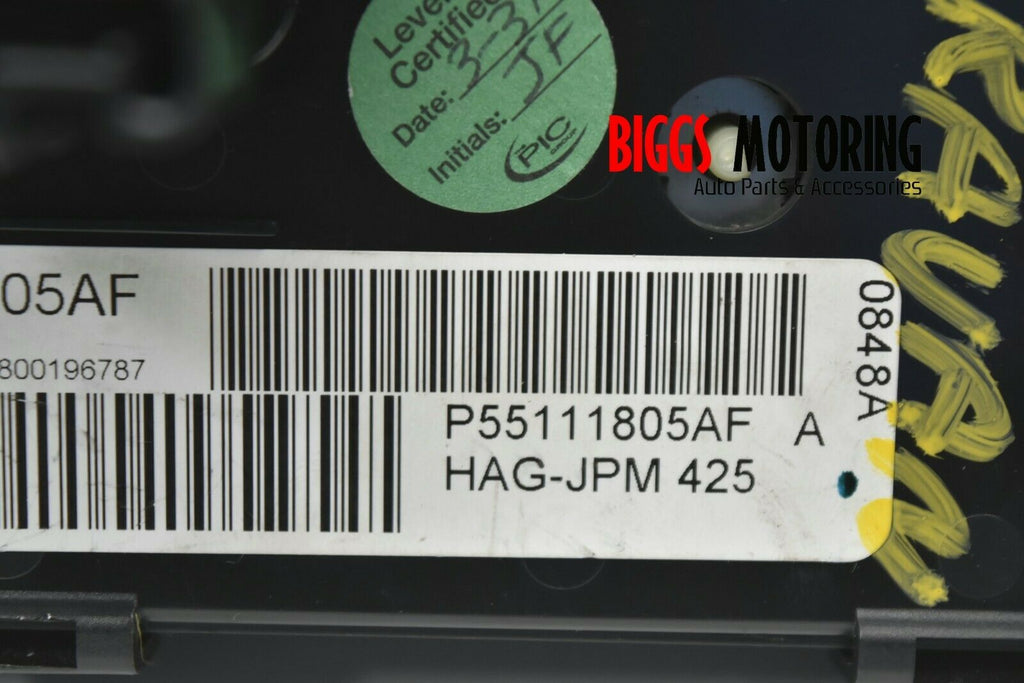 Level
Certified
Date: 3-3
Initials: JF
PIC
GROUP
BIGGS MOTORING
Auto Parts & Accessories
05AF
800196787
P55111805AF A
HAG-JPM 425
0848A